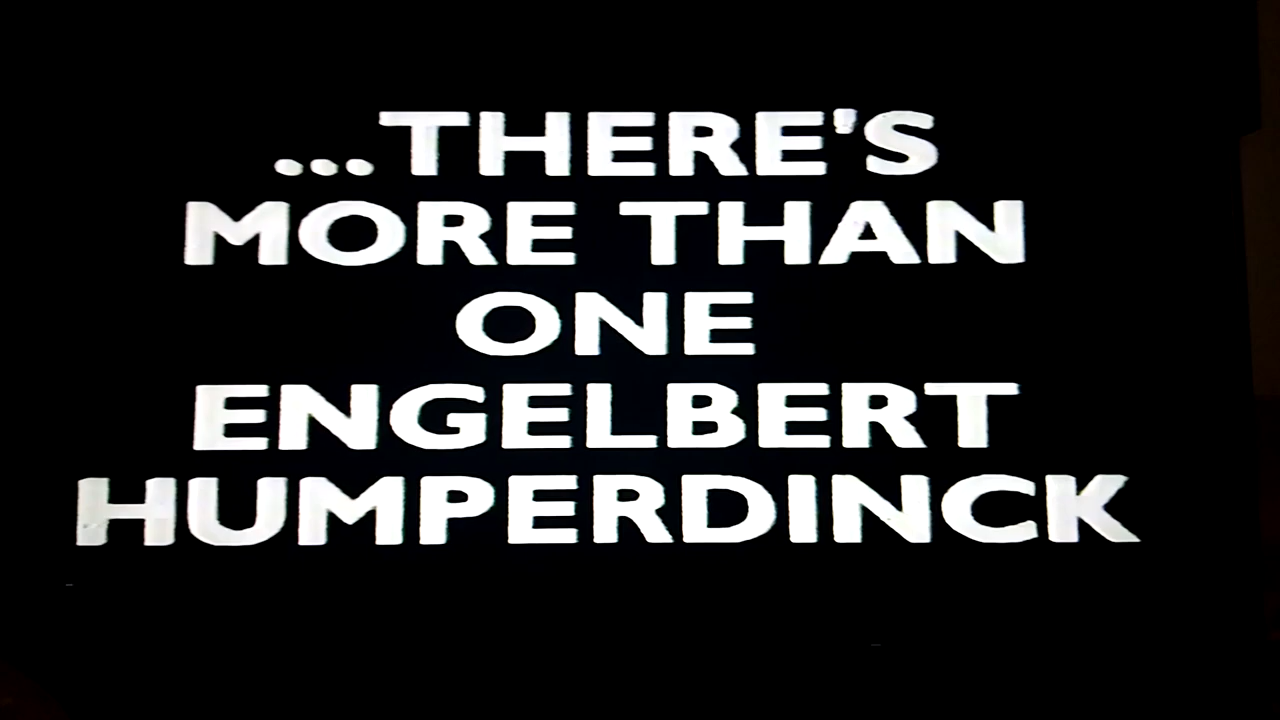 ...THERE'S
MORE THAN
ONE
ENGELBERT
HUMPERDINCK